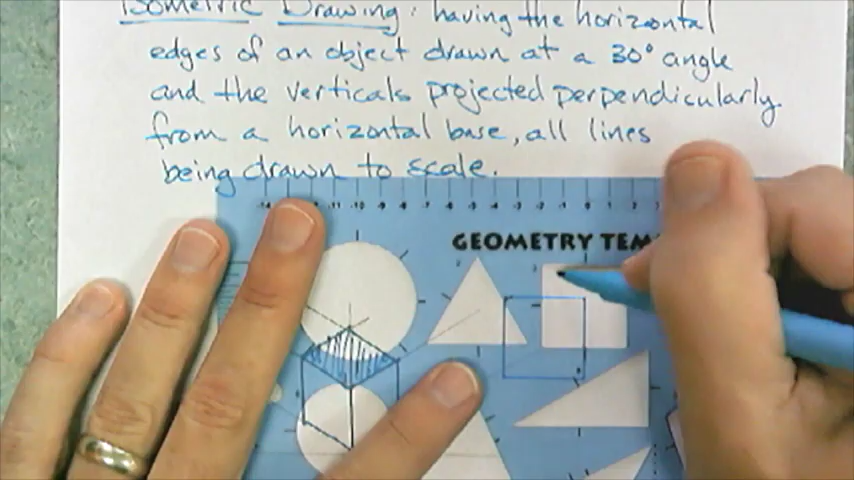 Isometric Drawing: having the horizontal
edges of an object drawn at a 30° angle
and the verticals projected perpendicularly
from a horizontal base, all lines
being drawn to scale.
GEOMETRY TEM